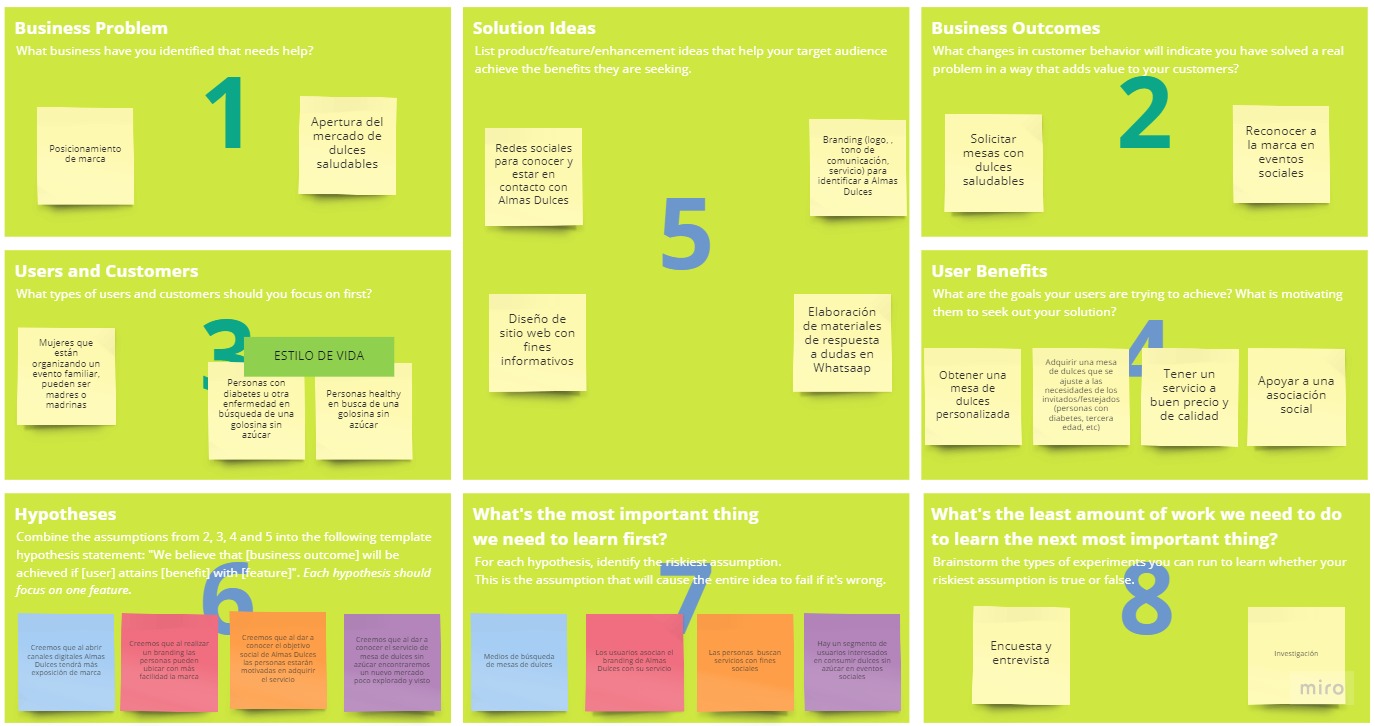 Business Problem
What business have you identified that needs help?
1
Posicionamiento
de marca
Apertura del
mercado de
dulces
saludables
Solution Ideas
List product/feature/enhancement ideas that help your target audience
achieve the benefits they are seeking.
Redes sociales
para conocer y
estar en
contacto con
Almas Dulces
Branding (logo, ,
tono de
comunicación,
servicio) para
identificar a Almas
Dulces
5
Diseño de
sitio web con
fines
informativos
Elaboración
de materiales
de respuesta
a dudas en
Whatsaap
Business Outcomes
What changes in customer behavior will indicate you have solved a real
problem in a way that adds value to your customers?
2
Solicitar
mesas con
dulces
saludables
Reconocer a
la marca en
eventos
sociales
Users and Customers
What types of users and customers should you focus on first?
3
Mujeres que
están
organizando un
evento familiar,
pueden ser
madres o
madrinas
ESTILO DE VIDA
Personas con
diabetes u otra
enfermedad en
búsqueda de una
golosina sin
azúcar
Personas healthy
en busca de una
golosina sin
azúcar
User Benefits
What are the goals your users are trying to achieve? What is motivating
them to seek out your solution?
4
Obtener una
mesa de
dulces
personalizada
Adquirir una mesa
de dulces que se
ajuste a las
necesidades de los
invitados/festejados
(personas con
diabetes, tercera
edad, etc)
Tener un
servicio a
buen precio y
de calidad
Apoyar a una
asociación
social
Hypotheses
Combine the assumptions from 2, 3, 4 and 5 into the following template
hypothesis statement: "We believe that [business outcome] will be
achieved if [user] attains [benefit] with [feature]". Each hypothesis should
focus on one feature.
6
Creemos que al abrir
canales digitales Almas
Dulces tendrá más
exposición de marca
Creemos que al realizar
un branding las
personas pueden
ubicar con más
facilidad la marca
Creemos que al dar a
conocer el objetivo
social de Almas Dulces
las personas estarán
motivadas en adquirir
el servicio
Creemos que al dar a
conocer el servicio de
mesa de dulces sin
azúcar encontraremos
un nuevo mercado
poco explorado y visto
What's the most important thing
we need to learn first?
For each hypothesis, identify the riskiest assumption.
This is the assumption that will cause the entire idea to fail if it's wrong.
7
Medios de búsqueda
de mesas de dulces
Los usuarios asocian el
branding de Almas
Dulces con su servicio
Las personas buscan
servicios con fines
sociales
Hay un segmento de
usuarios interesados
en consumir dulces sin
azúcar en eventos
sociales
What's the least amount of work we need to do
to learn the next most important thing?
Brainstorm the types of experiments you can run to learn whether your
riskiest assumption is true or false.
8
Encuesta y
entrevista
Investigación
miro